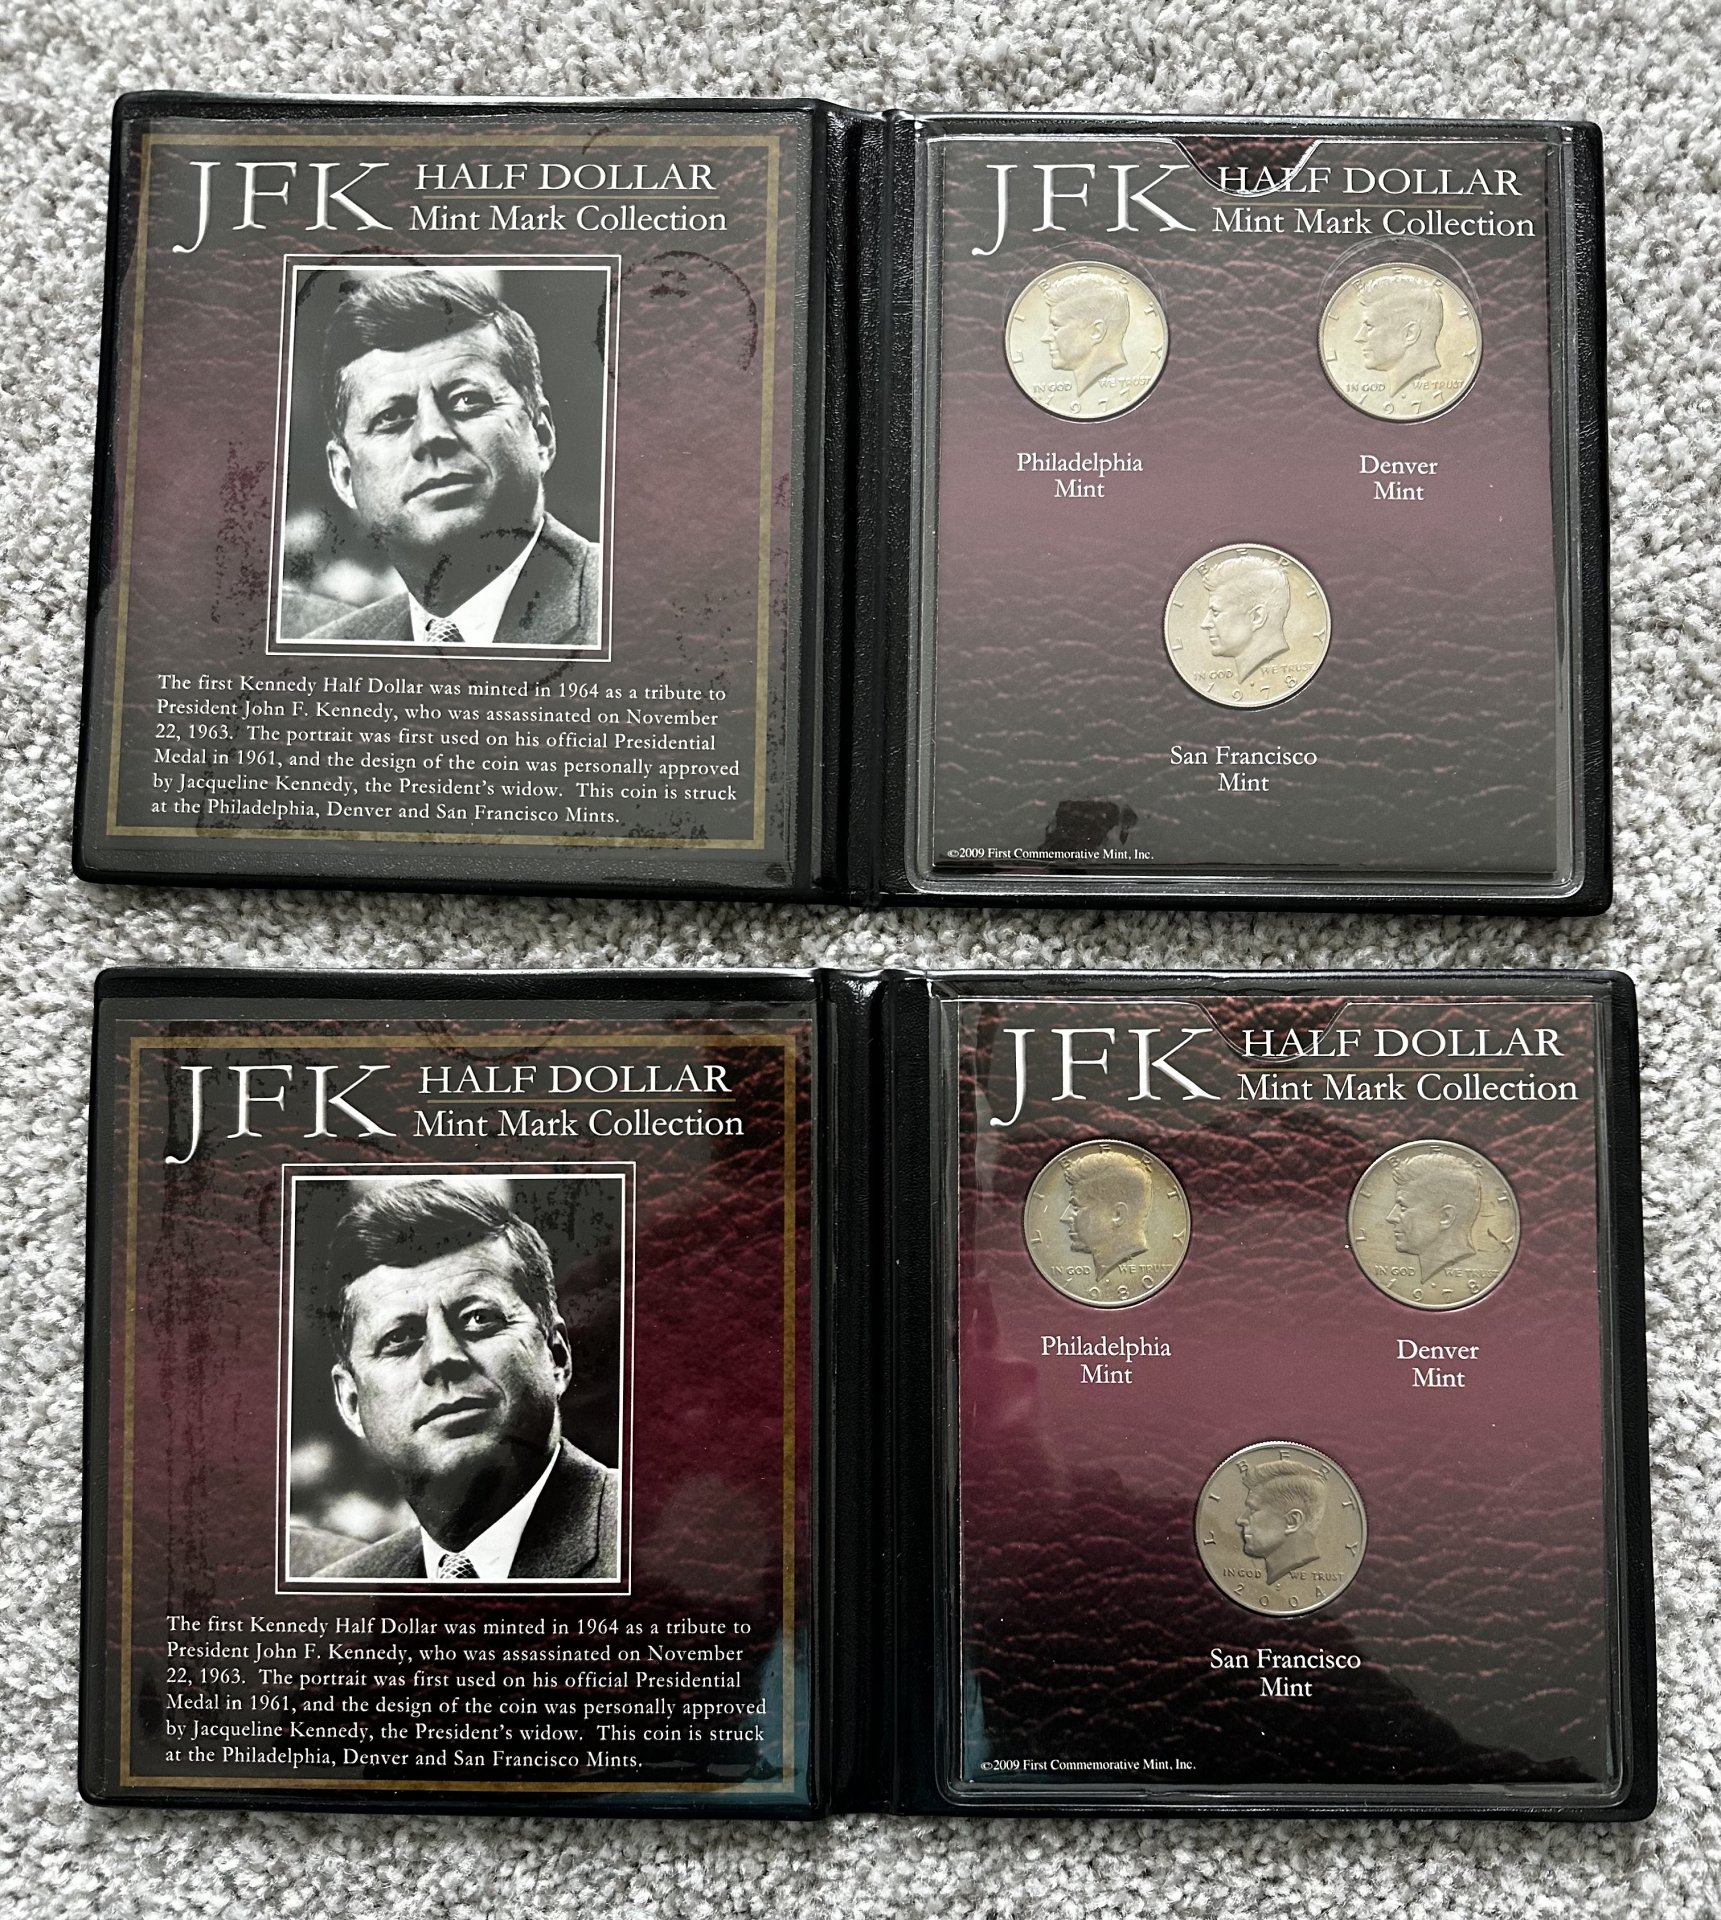 JFK HALF DOLLAR
Mint Mark Collection
The first Kennedy Half Dollar was minted in 1964 as a tribute to
President John F. Kennedy, who was assassinated on November
22, 1963. The portrait was first used on his official Presidential
Medal in 1961, and the design of the coin was personally approved
by Jacqueline Kennedy, the President's widow. This coin is struck
at the Philadelphia, Denver and San Francisco Mints.
JFK HALF DOLLAR
Mint Mark Collection
LIBERTY
IN GOD WE TRUST
1977
Philadelphia
Mint
LIBERTY
IN GOD WE TRUST
1977
Denver
Mint
LIBERTY
IN GOD WE TRUST
1978
San Francisco
Mint
©2009 First Commemorative Mint, Inc.
JFK HALF DOLLAR
Mint Mark Collection
The first Kennedy Half Dollar was minted in 1964 as a tribute to
President John F. Kennedy, who was assassinated on November
22, 1963. The portrait was first used on his official Presidential
Medal in 1961, and the design of the coin was personally approved
by Jacqueline Kennedy, the President's widow. This coin is struck
at the Philadelphia, Denver and San Francisco Mints.
JFK HALF DOLLAR
Mint Mark Collection
LIBERTY
IN GOD WE TRUST
1980
Philadelphia
Mint
LIBERTY
IN GOD WE TRUST
1978
Denver
Mint
LIBERTY
IN GOD WE TRUST
2004
San Francisco
Mint
©2009 First Commemorative Mint, Inc.